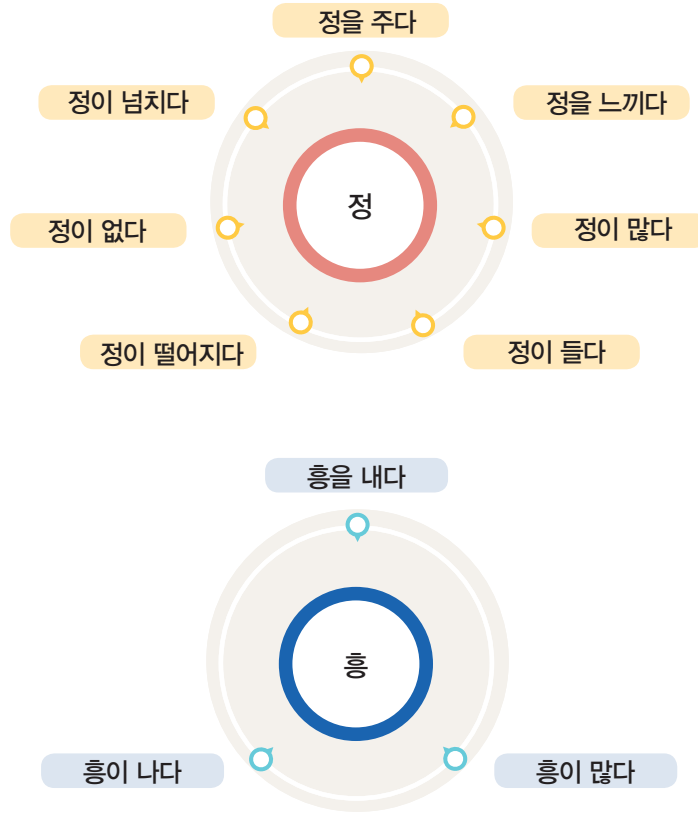 정을 주다
정이 넘치다
정을 느끼다
정
정이 없다
정이 많다
정이 떨어지다
정이 들다
흥을 내다
흥
흥이 나다
흥이 많다